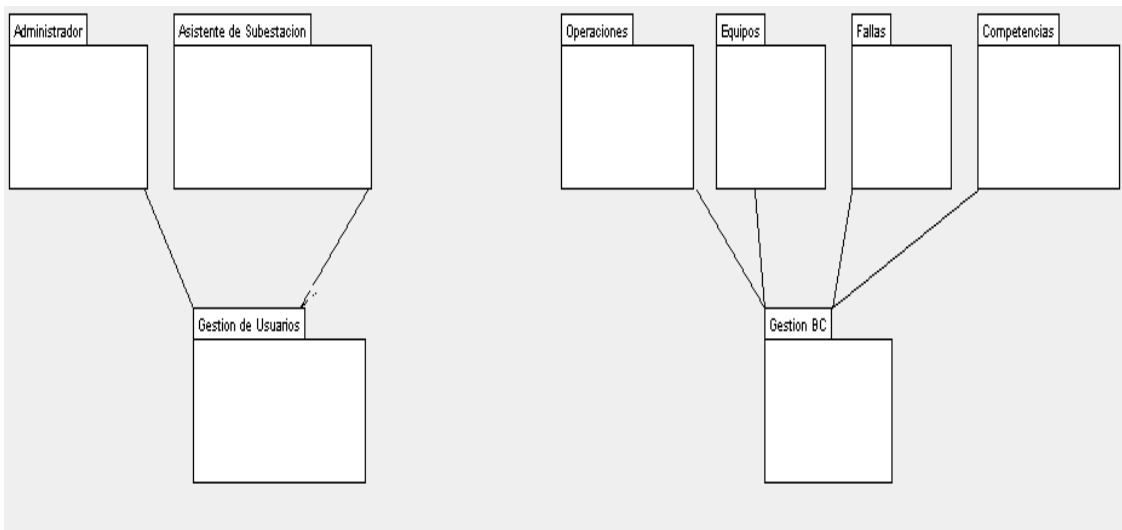 Administrador
Asistente de Subestacion
Operaciones
Equipos
Fallas
Competencias
Gestion de Usuarios
Gestion BC